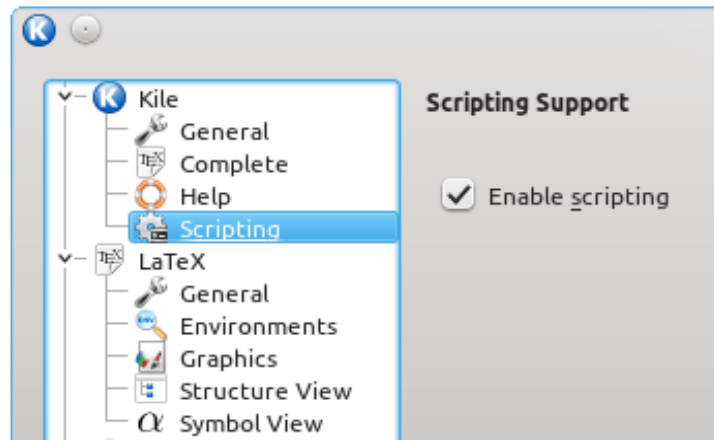 Kile
General
Complete
Help
Scripting
LaTeX
General
Environments
Graphics
Structure View
Symbol View
Scripting Support
Enable scripting